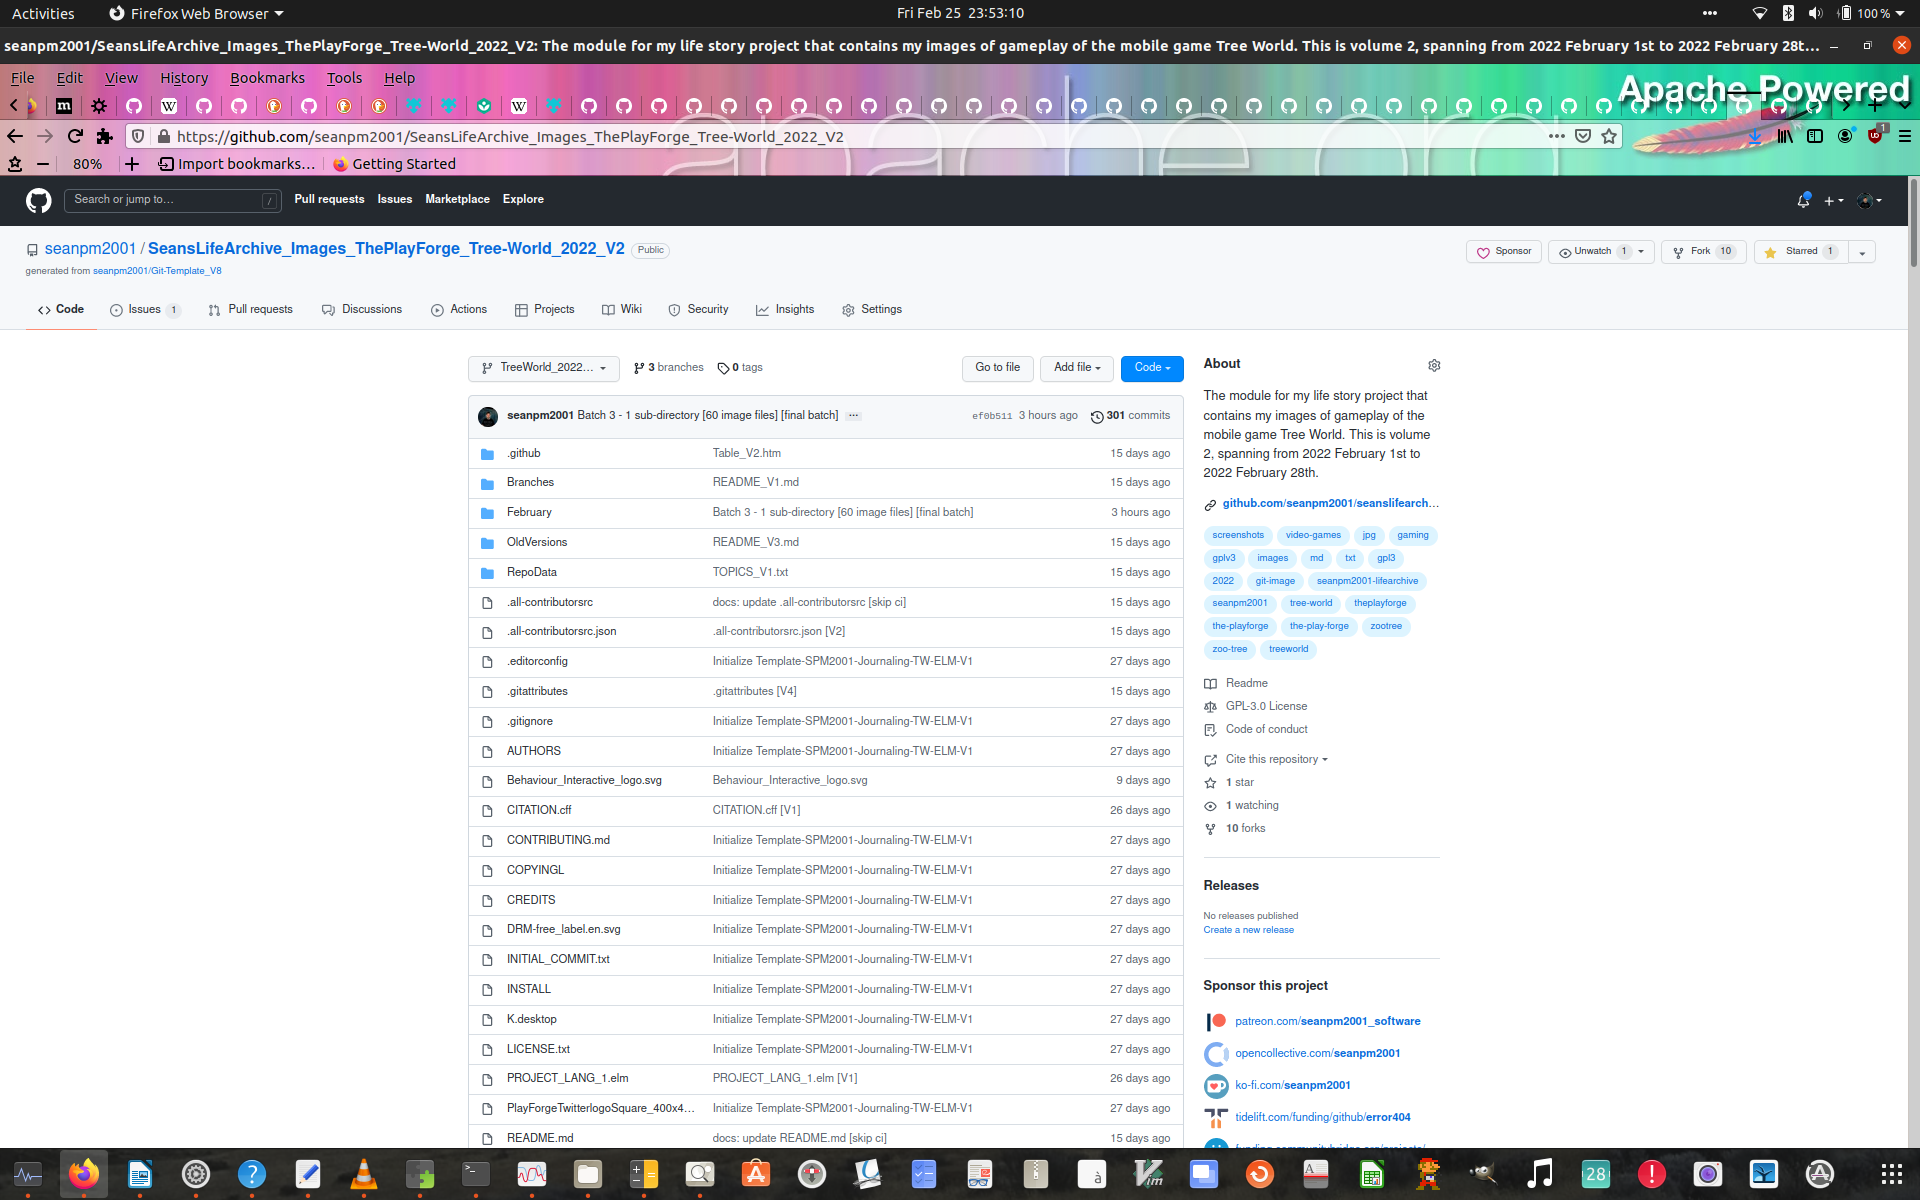 Activities
Firefox Web Browser
Fri Feb 25 23:53:10
100 %
seanpm2001/SeansLifeArchive_Images_ThePlayForge_Tree-World_2022_V2: The module for my life story project that contains my images of gameplay of the mobile game Tree World. This is volume 2, spanning from 2022 February 1st to 2022 February 28t…
File Edit View History Bookmarks Tools Help
Apache Powered
https://github.com/seanpm2001/SeansLifeArchive_Images_ThePlayForge_Tree-World_2022_V2
80% Import bookmarks… Getting Started
Search or jump to… / Pull requests Issues Marketplace Explore
seanpm2001 / SeansLifeArchive_Images_ThePlayForge_Tree-World_2022_V2 Public
Sponsor Unwatch 1 Fork 10 Starred 1
generated from seanpm2001/Git-Template_V8
Code Issues 1 Pull requests Discussions Actions Projects Wiki Security Insights Settings
TreeWorld_2022… 3 branches 0 tags Go to file Add file Code
seanpm2001 Batch 3 - 1 sub-directory [60 image files] [final batch] … ef0b511 3 hours ago 301 commits
.github Table_V2.htm 15 days ago
Branches README_V1.md 15 days ago
February Batch 3 - 1 sub-directory [60 image files] [final batch] 3 hours ago
OldVersions README_V3.md 15 days ago
RepoData TOPICS_V1.txt 15 days ago
.all-contributorsrc docs: update .all-contributorsrc [skip ci] 15 days ago
.all-contributorsrc.json .all-contributorsrc.json [V2] 15 days ago
.editorconfig Initialize Template-SPM2001-Journaling-TW-ELM-V1 27 days ago
.gitattributes .gitattributes [V4] 15 days ago
.gitignore Initialize Template-SPM2001-Journaling-TW-ELM-V1 27 days ago
AUTHORS Initialize Template-SPM2001-Journaling-TW-ELM-V1 27 days ago
Behaviour_Interactive_logo.svg Behaviour_Interactive_logo.svg 9 days ago
CITATION.cff CITATION.cff [V1] 26 days ago
CONTRIBUTING.md Initialize Template-SPM2001-Journaling-TW-ELM-V1 27 days ago
COPYINGL Initialize Template-SPM2001-Journaling-TW-ELM-V1 27 days ago
CREDITS Initialize Template-SPM2001-Journaling-TW-ELM-V1 27 days ago
DRM-free_label.en.svg Initialize Template-SPM2001-Journaling-TW-ELM-V1 27 days ago
INITIAL_COMMIT.txt Initialize Template-SPM2001-Journaling-TW-ELM-V1 27 days ago
INSTALL Initialize Template-SPM2001-Journaling-TW-ELM-V1 27 days ago
K.desktop Initialize Template-SPM2001-Journaling-TW-ELM-V1 27 days ago
LICENSE.txt Initialize Template-SPM2001-Journaling-TW-ELM-V1 27 days ago
PROJECT_LANG_1.elm PROJECT_LANG_1.elm [V1] 26 days ago
PlayForgeTwitterlogoSquare_400x4… Initialize Template-SPM2001-Journaling-TW-ELM-V1 27 days ago
README.md docs: update README.md [skip ci] 15 days ago
About
The module for my life story project that
contains my images of gameplay of the
mobile game Tree World. This is volume
2, spanning from 2022 February 1st to
2022 February 28th.
github.com/seanpm2001/seanslifearch…
screenshots video-games jpg gaming
gplv3 images md txt gpl3
2022 git-image seanpm2001-lifearchive
seanpm2001 tree-world theplayforge
the-playforge the-play-forge zootree
zoo-tree treeworld
Readme
GPL-3.0 License
Code of conduct
Cite this repository
1 star
1 watching
10 forks
Releases
No releases published
Create a new release
Sponsor this project
patreon.com/seanpm2001_software
opencollective.com/seanpm2001
ko-fi.com/seanpm2001
tidelift.com/funding/github/error404
28